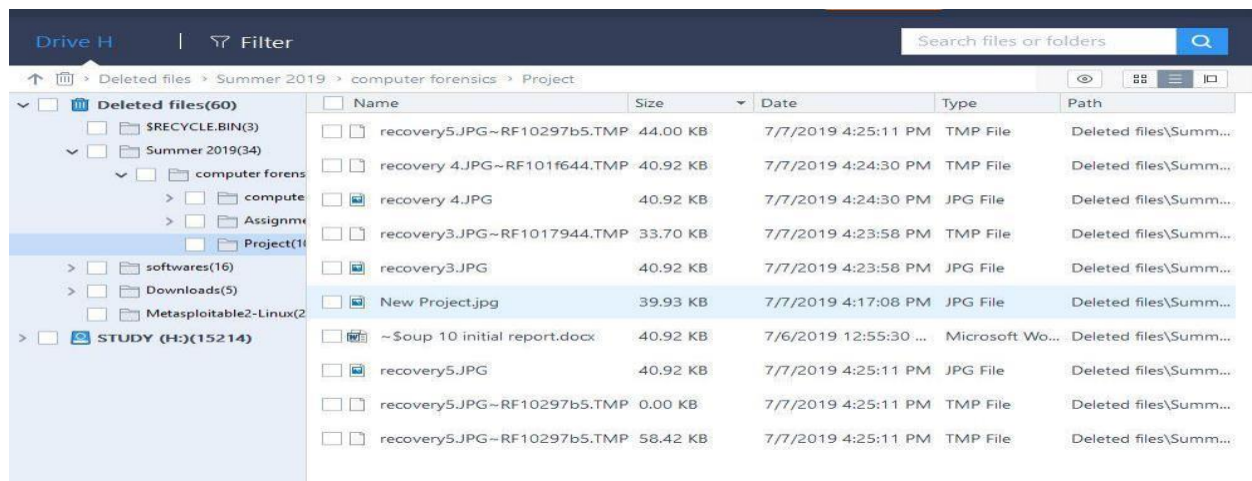 Drive H | Filter Search files or folders
> Deleted files > Summer 2019 > computer forensics > Project
Deleted files(60)
$RECYCLE.BIN(3)
Summer 2019(34)
computer forens
compute
Assignme
Project(10
softwares(16)
Downloads(5)
Metasploitable2-Linux(2
STUDY (H:)(15214)
Name Size Date Type Path
recovery5.JPG~RF10297b5.TMP 44.00 KB 7/7/2019 4:25:11 PM TMP File Deleted files\Summ...
recovery 4.JPG~RF101f644.TMP 40.92 KB 7/7/2019 4:24:30 PM TMP File Deleted files\Summ...
recovery 4.JPG 40.92 KB 7/7/2019 4:24:30 PM JPG File Deleted files\Summ...
recovery3.JPG~RF1017944.TMP 33.70 KB 7/7/2019 4:23:58 PM TMP File Deleted files\Summ...
recovery3.JPG 40.92 KB 7/7/2019 4:23:58 PM JPG File Deleted files\Summ...
New Project.jpg 39.93 KB 7/7/2019 4:17:08 PM JPG File Deleted files\Summ...
~$oup 10 initial report.docx 40.92 KB 7/6/2019 12:55:30 ... Microsoft Wo... Deleted files\Summ...
recovery5.JPG 40.92 KB 7/7/2019 4:25:11 PM JPG File Deleted files\Summ...
recovery5.JPG~RF10297b5.TMP 0.00 KB 7/7/2019 4:25:11 PM TMP File Deleted files\Summ...
recovery5.JPG~RF10297b5.TMP 58.42 KB 7/7/2019 4:25:11 PM TMP File Deleted files\Summ...